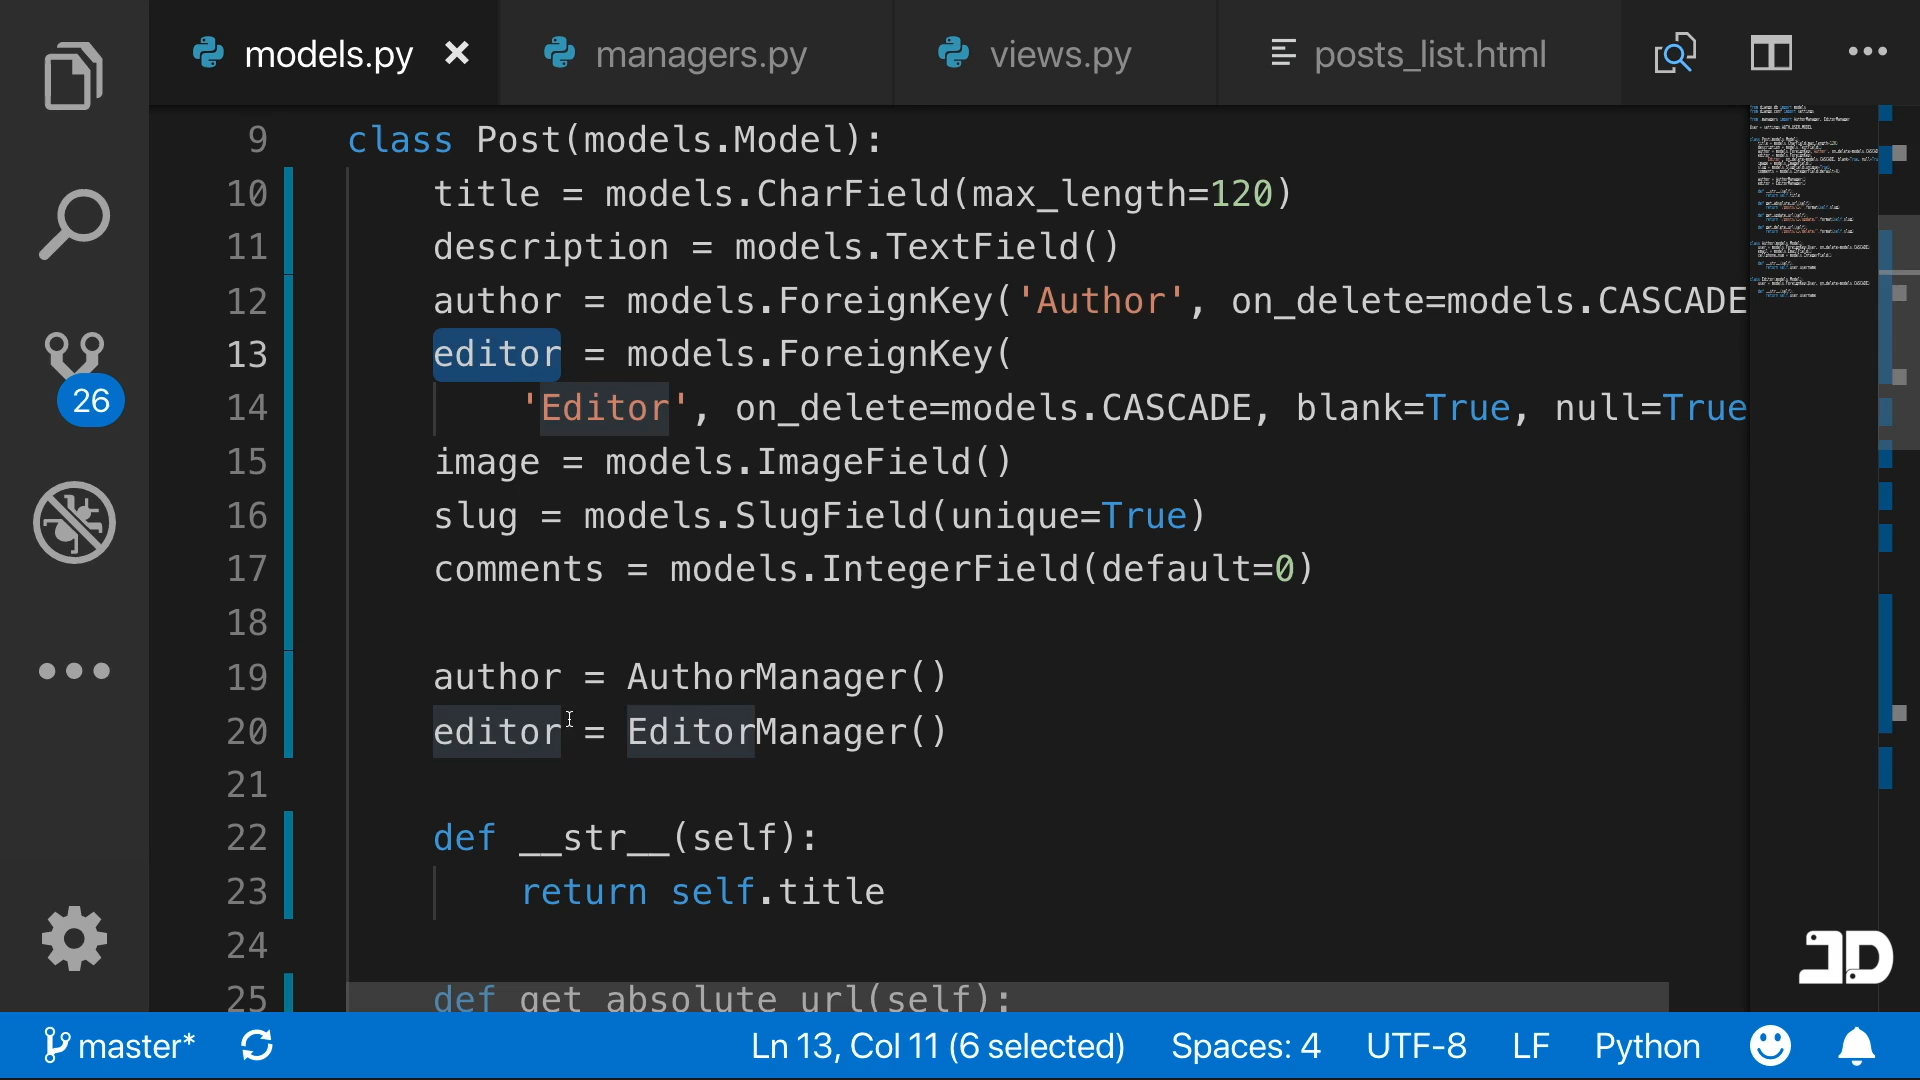 models.py
managers.py
views.py
posts_list.html
9 class Post(models.Model):
10 title = models.CharField(max_length=120)
11 description = models.TextField()
12 author = models.ForeignKey('Author', on_delete=models.CASCADE
13 editor = models.ForeignKey(
14 'Editor', on_delete=models.CASCADE, blank=True, null=True
15 image = models.ImageField()
16 slug = models.SlugField(unique=True)
17 comments = models.IntegerField(default=0)
18
19 author = AuthorManager()
20 editor = EditorManager()
21
22 def __str__(self):
23 return self.title
24
25 def get_absolute_url(self):
26
JD
master*
Ln 13, Col 11 (6 selected)
Spaces: 4
UTF-8
LF
Python